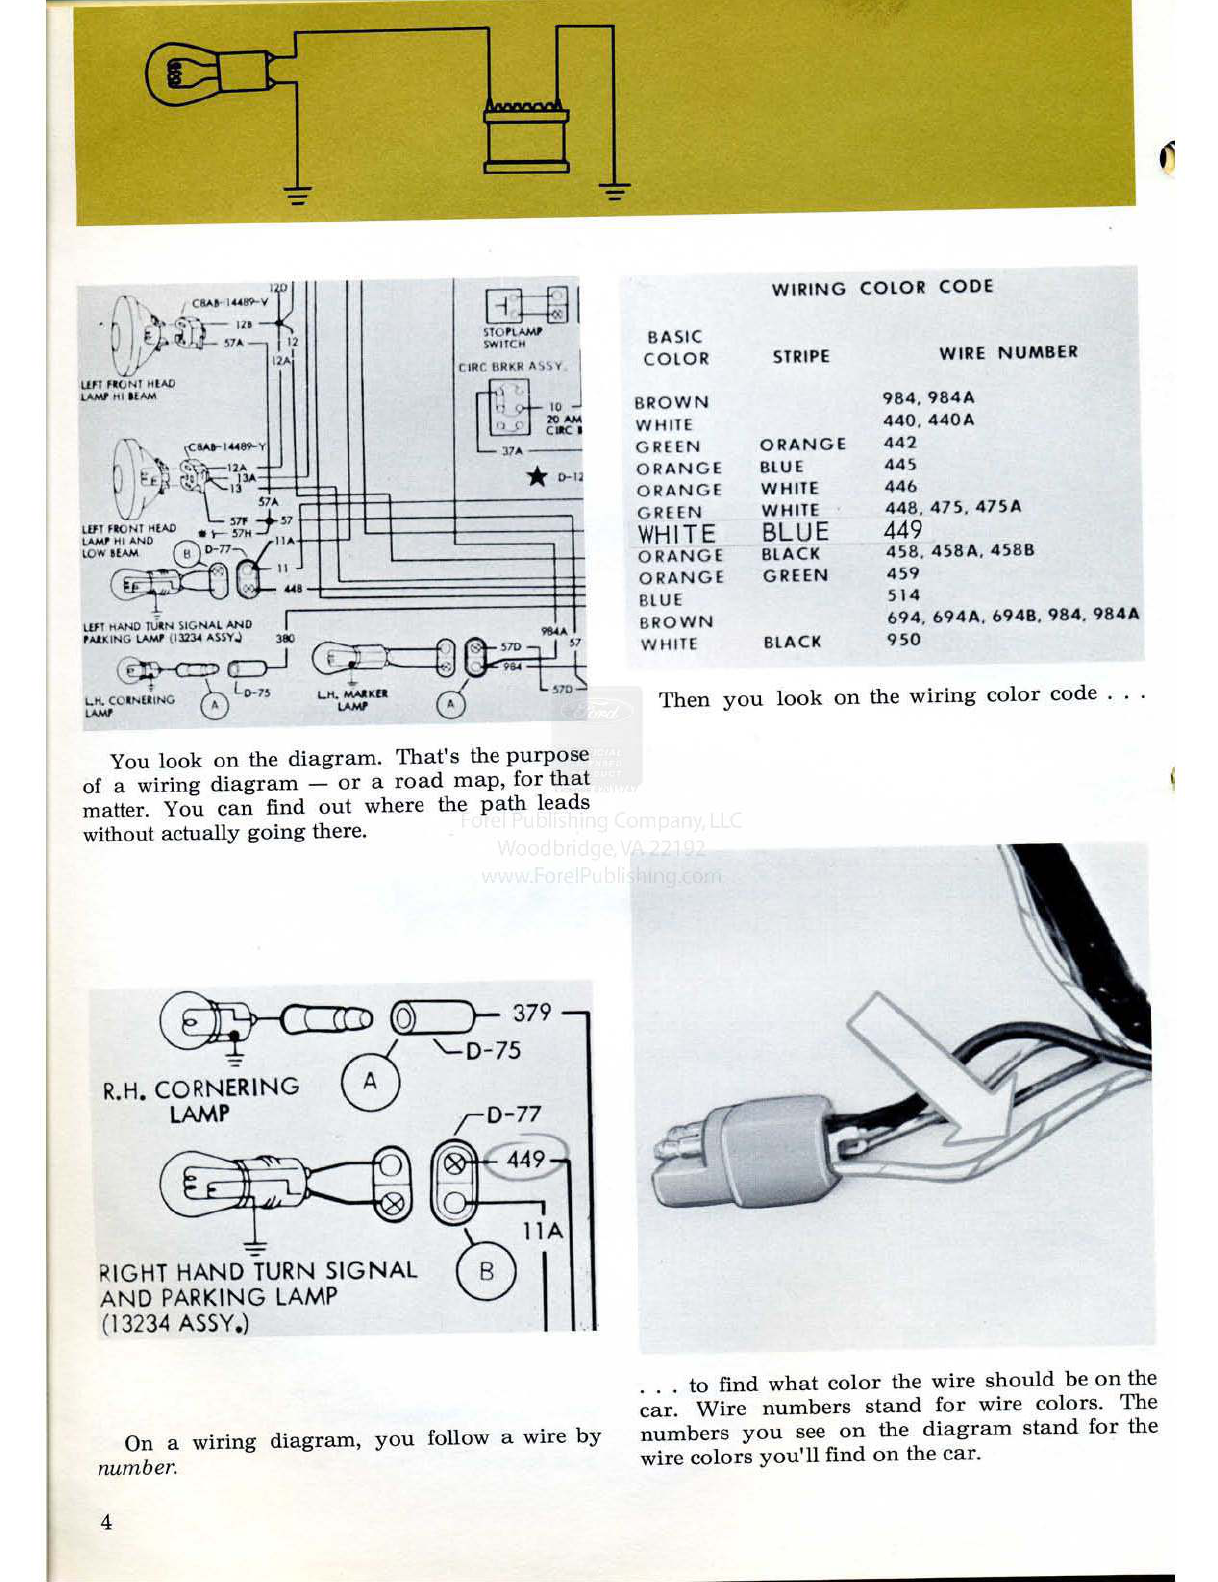 C8AB-14489-Y
12D
12B
57A
12
12A
LEFT FRONT HEAD
LAMP HI BEAM
STOPLAMP
SWITCH
CIRC BRKR ASSY.
10
20 AM
CIRC
37A
D-12
C8AB-14489-Y
12A
13A
13
57A
57F
57
57H
LEFT FRONT HEAD
LAMP HI AND
LOW BEAM
B
D-77
11A
11
448
LEFT HAND TURN SIGNAL AND
PARKING LAMP (13234 ASSY.)
380
984A
57
57D
984
57D
L.H. CORNERING
LAMP
A
D-75
L.H. MARKER
LAMP
A
WIRING COLOR CODE
BASIC
COLOR STRIPE WIRE NUMBER
BROWN 984, 984A
WHITE 440, 440A
GREEN ORANGE 442
ORANGE BLUE 445
ORANGE WHITE 446
GREEN WHITE 448, 475, 475A
WHITE BLUE 449
ORANGE BLACK 458, 458A, 458B
ORANGE GREEN 459
BLUE 514
BROWN 694, 694A, 694B, 984, 984A
WHITE BLACK 950
You look on the diagram. That's the purpose
of a wiring diagram — or a road map, for that
matter. You can find out where the path leads
without actually going there.
Then you look on the wiring color code . . .
Ford
Forel Publishing Company, LLC
Woodbridge, VA 22192
www.ForelPublishing.com
379
D-75
A
R.H. CORNERING
LAMP
D-77
449
11A
B
RIGHT HAND TURN SIGNAL
AND PARKING LAMP
(13234 ASSY.)
On a wiring diagram, you follow a wire by
number.
. . . to find what color the wire should be on the
car. Wire numbers stand for wire colors. The
numbers you see on the diagram stand for the
wire colors you'll find on the car.
4